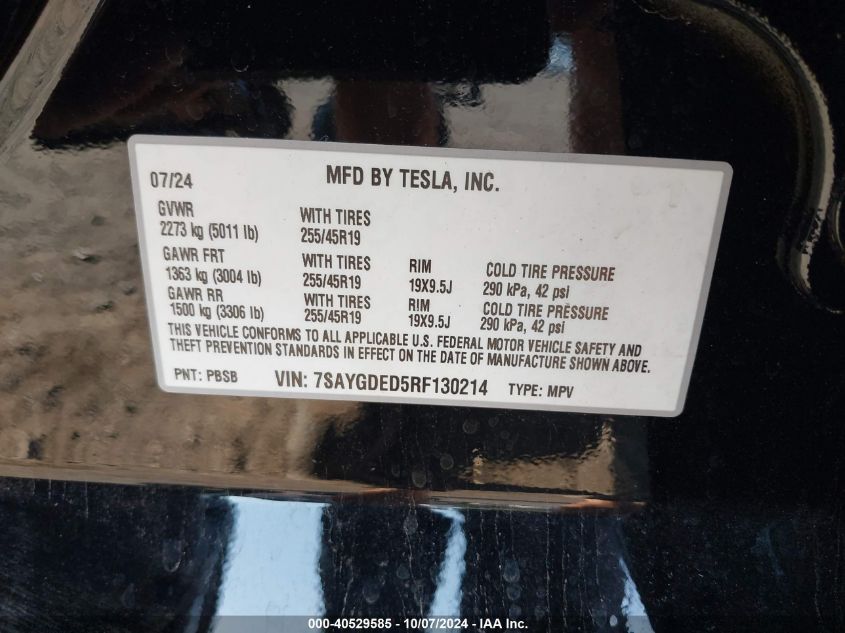 07/24 MFD BY TESLA, INC.
GVWR
2273 kg (5011 lb)
WITH TIRES
255/45R19
GAWR FRT
1363 kg (3004 lb)
WITH TIRES
255/45R19
RIM
19X9.5J
COLD TIRE PRESSURE
290 kPa, 42 psi
GAWR RR
1500 kg (3306 lb)
WITH TIRES
255/45R19
RIM
19X9.5J
COLD TIRE PRESSURE
290 kPa, 42 psi
THIS VEHICLE CONFORMS TO ALL APPLICABLE U.S. FEDERAL MOTOR VEHICLE SAFETY AND
THEFT PREVENTION STANDARDS IN EFFECT ON THE DATE OF MANUFACTURE SHOWN ABOVE.
PNT: PBSB VIN: 7SAYGDED5RF130214 TYPE: MPV
000-40529585 - 10/07/2024 - IAA Inc.